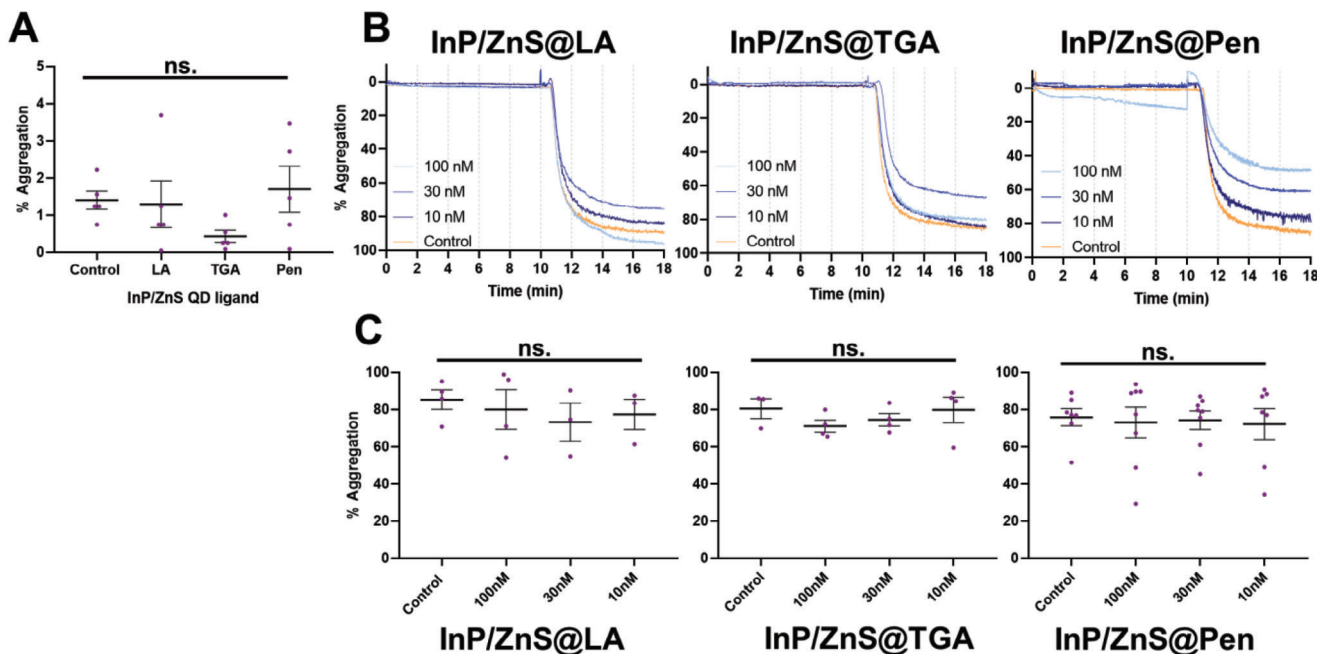 A
ns.
5
4
3
2
1
0
% Aggregation
Control LA TGA Pen
InP/ZnS QD ligand
B
InP/ZnS@LA
0
20
40
60
80
100
% Aggregation
100 nM
30 nM
10 nM
Control
0 2 4 6 8 10 12 14 16 18
Time (min)
InP/ZnS@TGA
0
20
40
60
80
100
% Aggregation
100 nM
30 nM
10 nM
Control
0 2 4 6 8 10 12 14 16 18
Time (min)
InP/ZnS@Pen
0
20
40
60
80
100
% Aggregation
100 nM
30 nM
10 nM
Control
0 2 4 6 8 10 12 14 16 18
Time (min)
C
ns.
100
80
60
40
20
0
% Aggregation
Control 100nM 30nM 10nM
InP/ZnS@LA
ns.
100
80
60
40
20
0
% Aggregation
Control 100nM 30nM 10nM
InP/ZnS@TGA
ns.
100
80
60
40
20
0
% Aggregation
Control 100nM 30nM 10nM
InP/ZnS@Pen